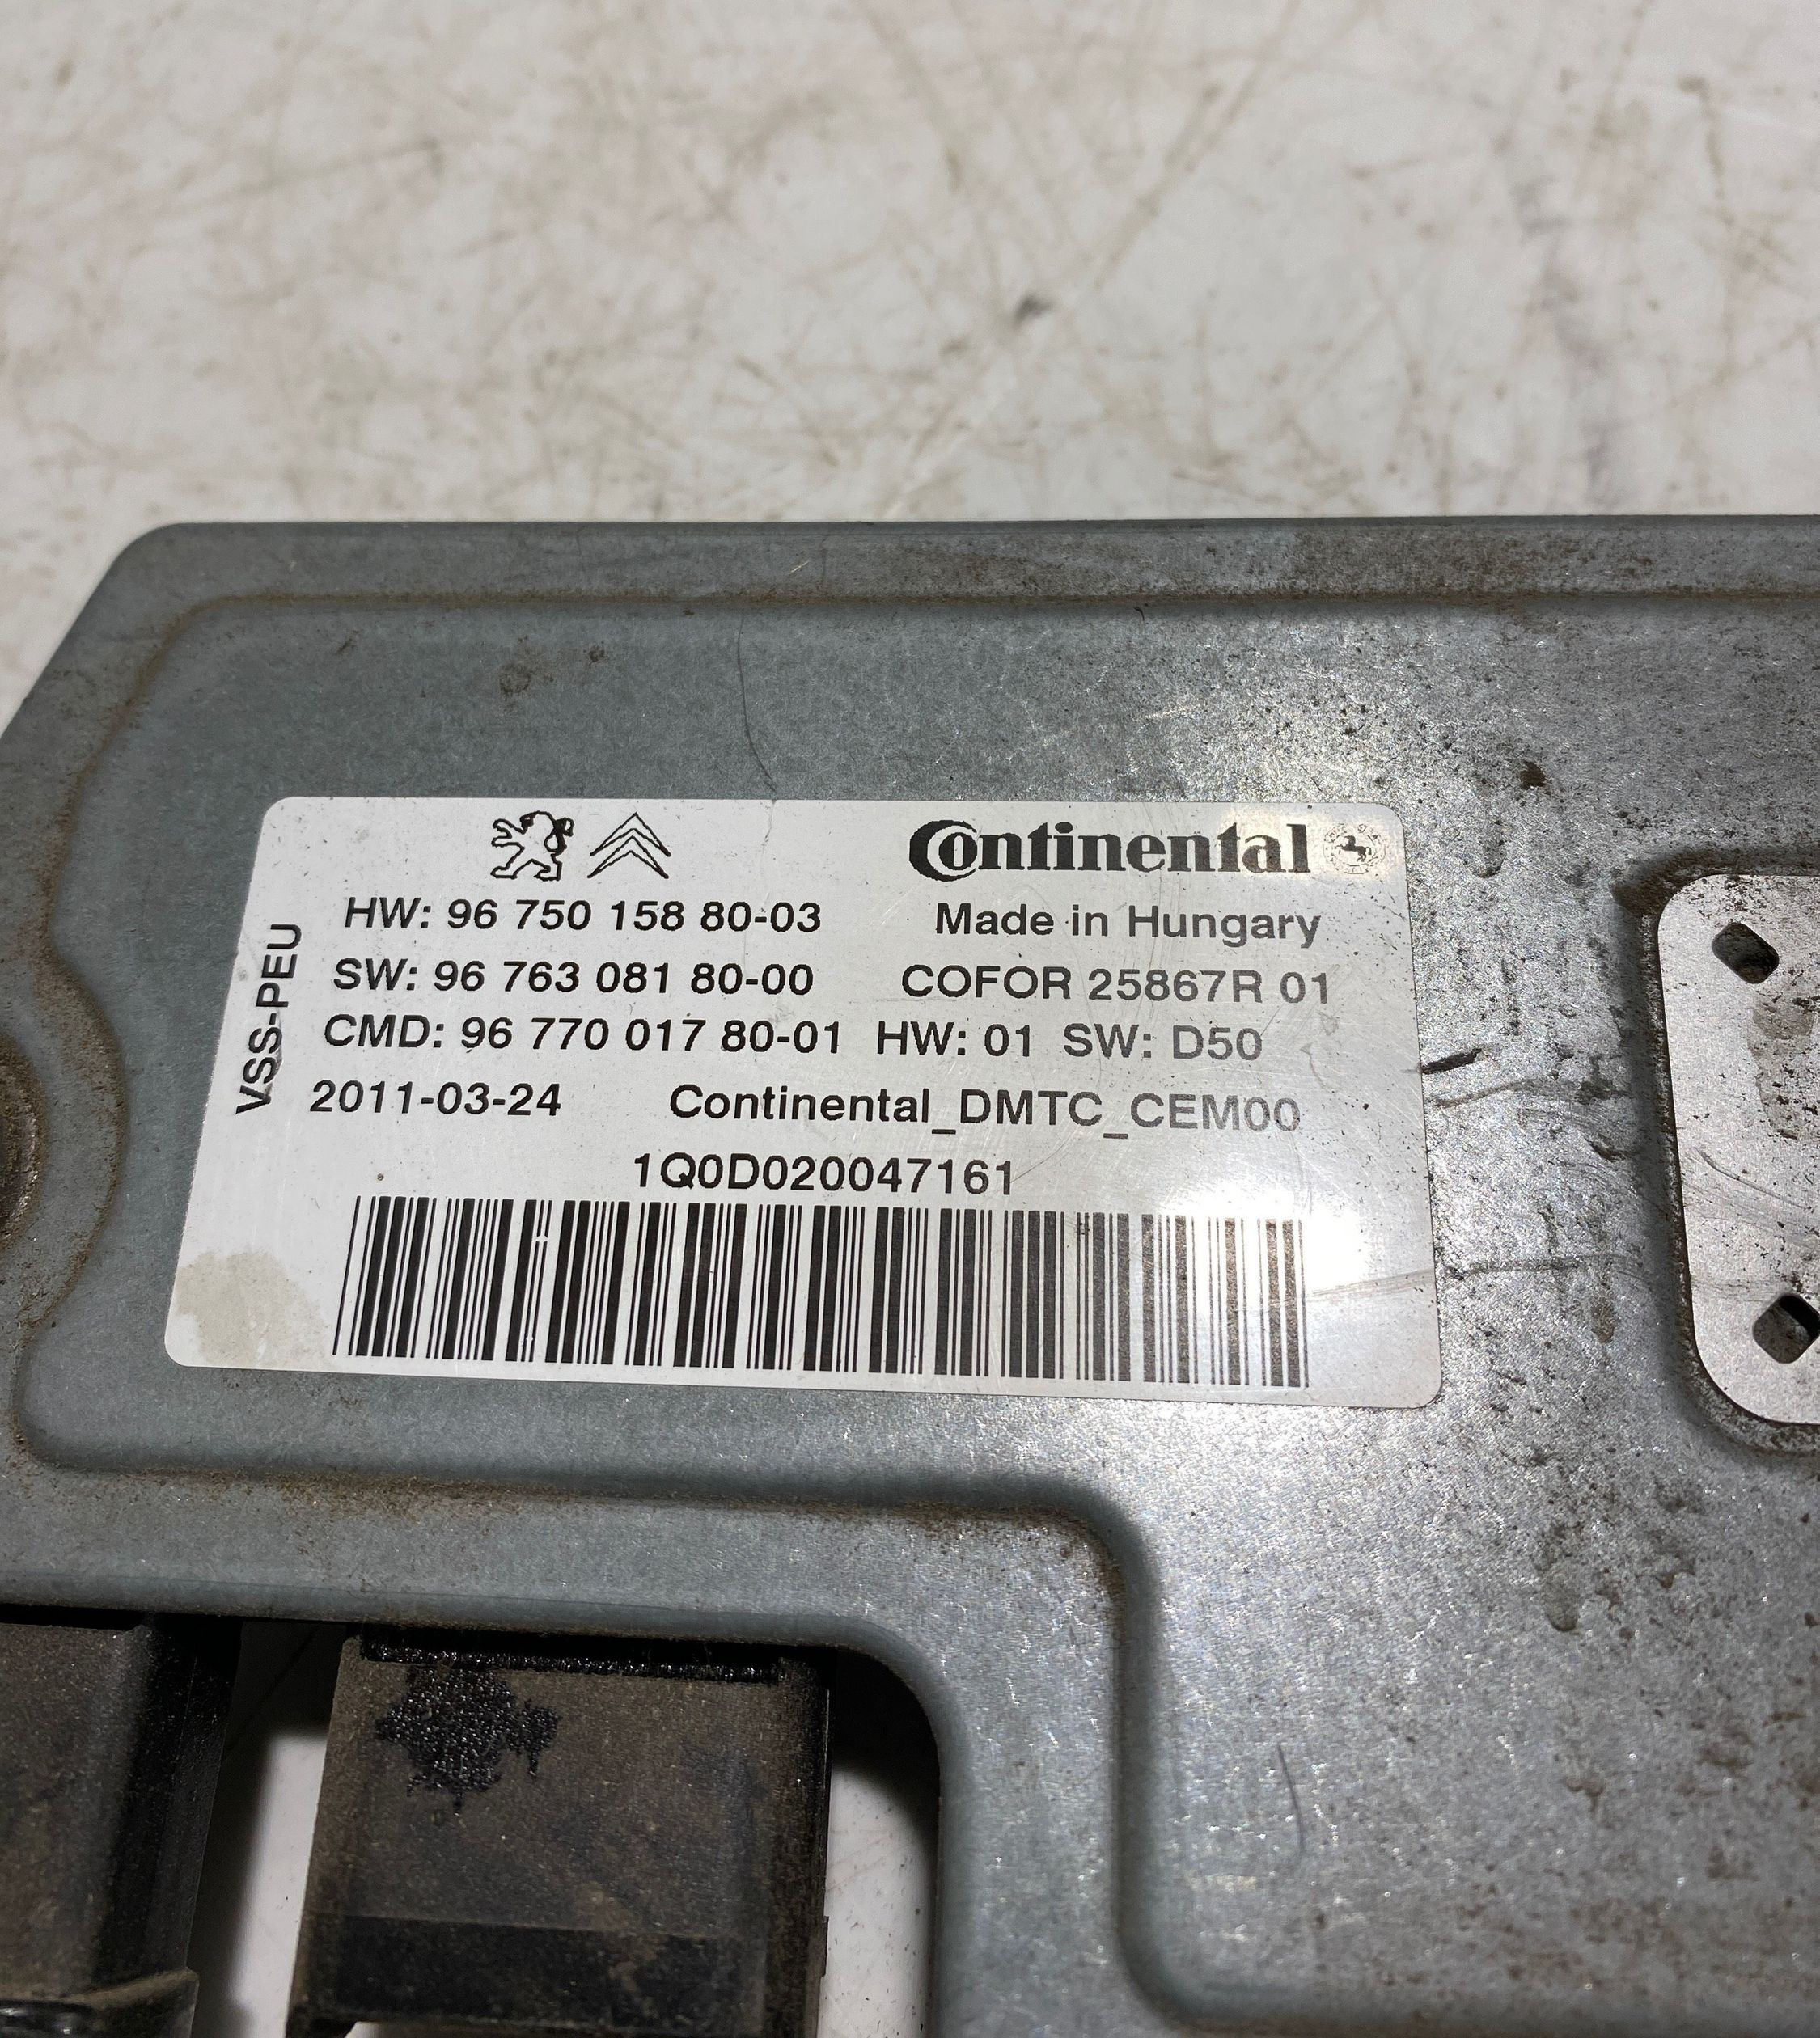 Continental
HW: 96 750 158 80-03 Made in Hungary
SW: 96 763 081 80-00 COFOR 25867R 01
CMD: 96 770 017 80-01 HW: 01 SW: D50
2011-03-24 Continental_DMTC_CEM00
1Q0D020047161
VSS-PEU